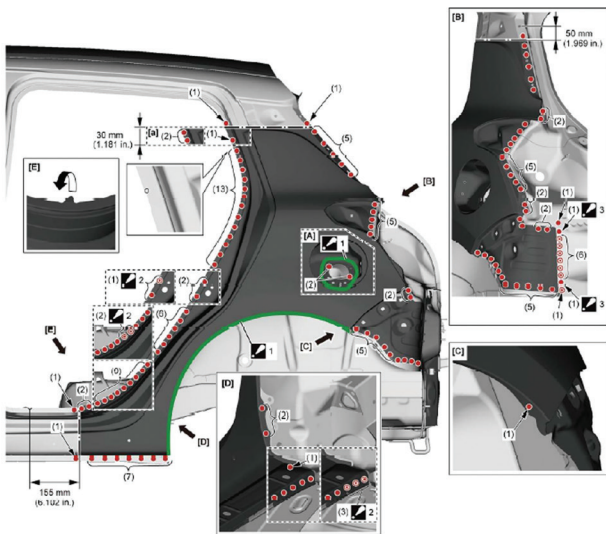 [B]
50 mm
(1.969 in.)
(2)
(5)
(2)
(2)
(1)
(1) 3
(6)
(5)
(1)
(1) 3
(1)
(1)
30 mm
(1.181 in.)
[a]
(2)
(1)
(5)
[E]
(13)
[B]
(5)
[A]
1
(2)
(1) 2
(2)
(2) 2
(6)
(2)
[E]
(0)
(1)
(2)
1
[C]
(5)
[C]
(1)
[D]
(1)
(7)
155 mm
(6.102 in.)
[D]
(2)
(1)
(3) 2